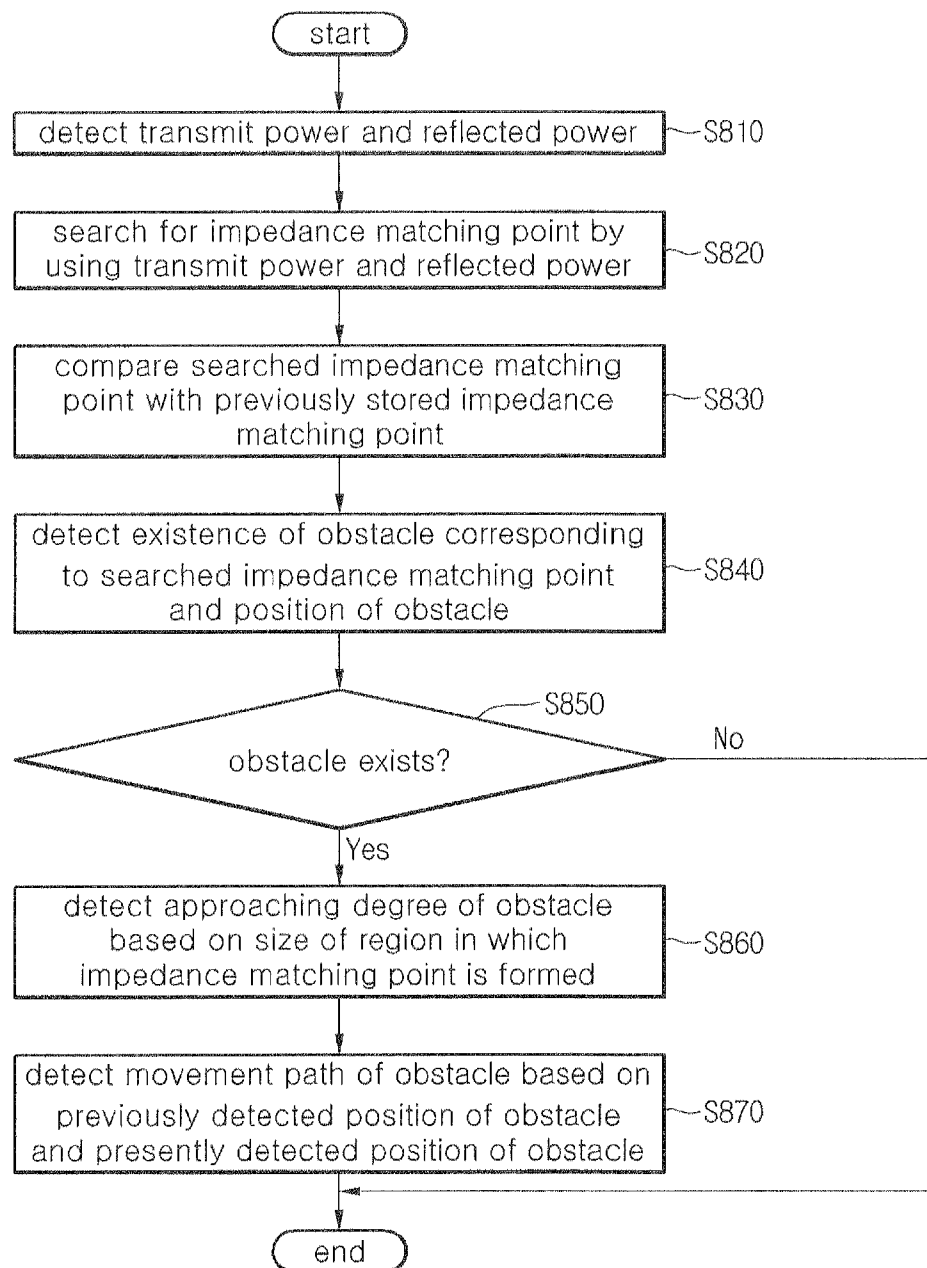 start
detect transmit power and reflected power
S810
search for impedance matching point by
using transmit power and reflected power
S820
compare searched impedance matching
point with previously stored impedance
matching point
S830
detect existence of obstacle corresponding
to searched impedance matching point
and position of obstacle
S840
S850
obstacle exists?
No
Yes
detect approaching degree of obstacle
based on size of region in which
impedance matching point is formed
S860
detect movement path of obstacle based on
previously detected position of obstacle
and presently detected position of obstacle
S870
end